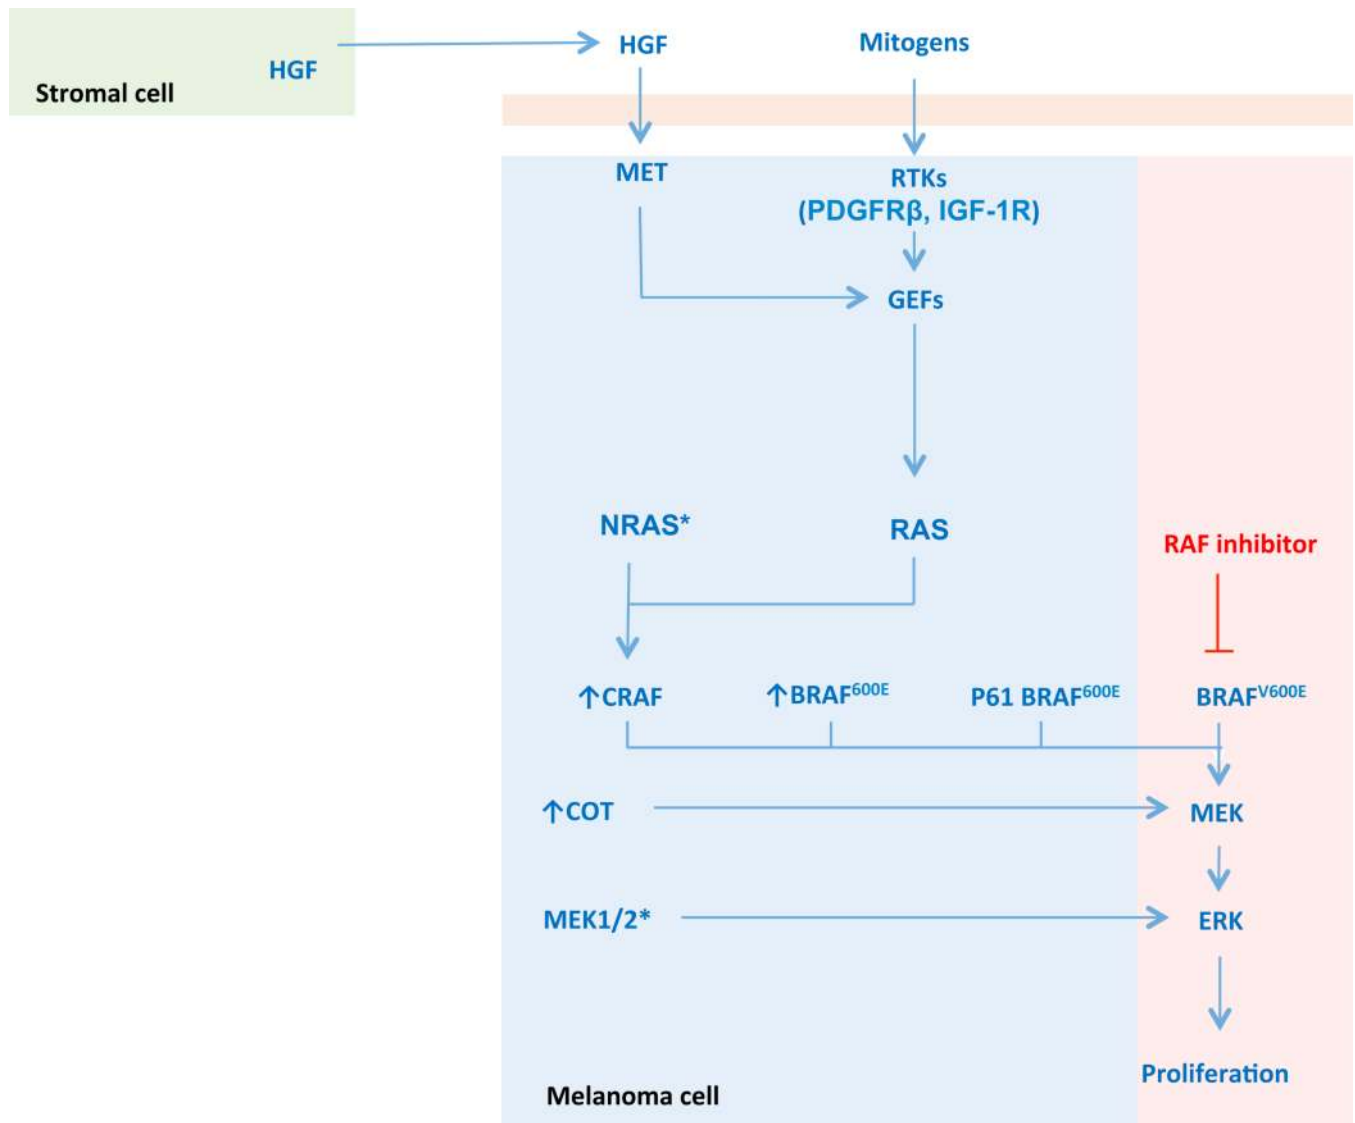 HGF
Stromal cell
HGF
Mitogens
MET
RTKs
(PDGFRβ, IGF-1R)
GEFs
NRAS*
RAS
RAF inhibitor
↑CRAF
↑BRAF600E
P61 BRAF600E
BRAFV600E
↑COT
MEK
MEK1/2*
ERK
Proliferation
Melanoma cell